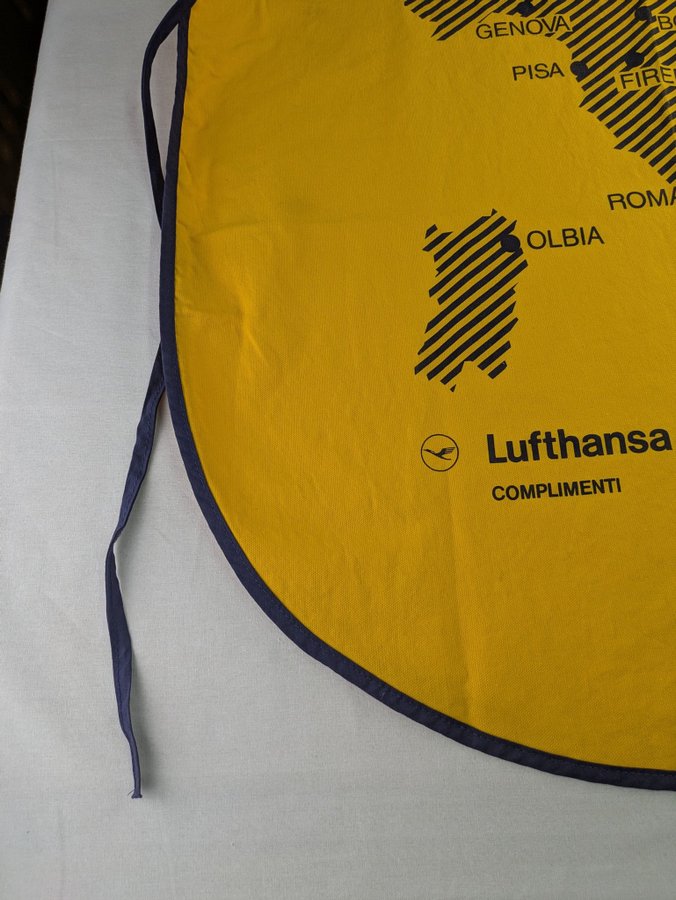 GENOVA
PISA
ROMA
OLBIA
Lufthansa
COMPLIMENTI